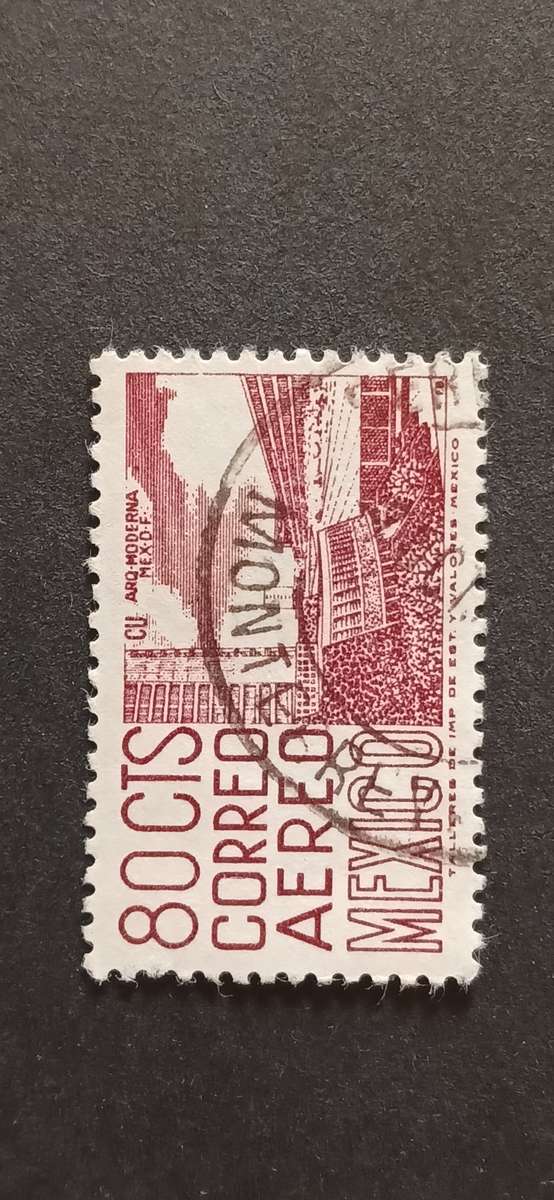 80 CTS
CORREO
AEREO
MEXICO
CU ARQ-MODERNA
MEX-D-F-
TALLERES DE IMP. DE EST. Y VALORES MEXICO